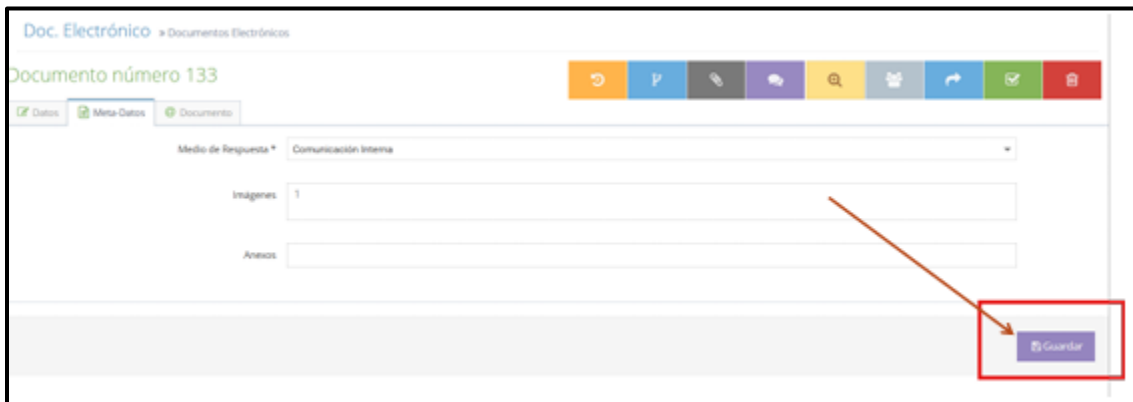 Doc. Electrónico » Documentos Electrónicos
Documento número 133
Datos Meta-Datos Documento
Medio de Respuesta * Comunicación Interna
Imágenes 1
Anexos
Guardar